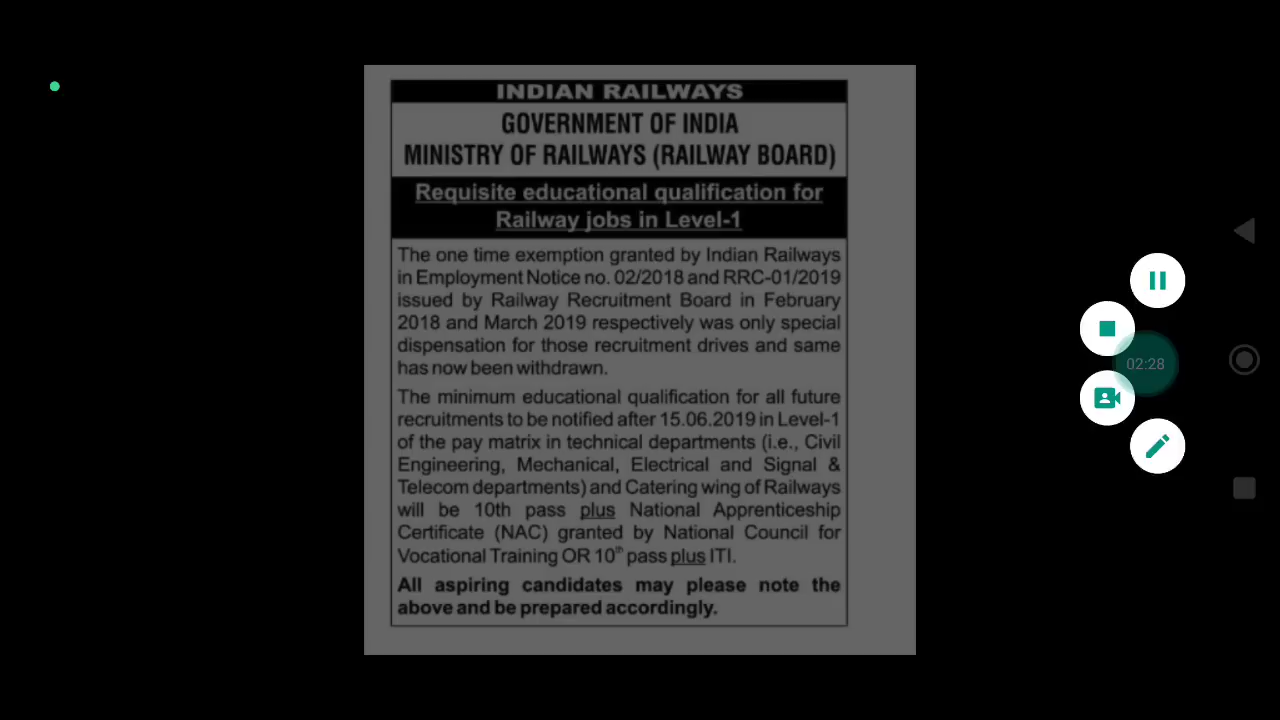 INDIAN RAILWAYS
GOVERNMENT OF INDIA
MINISTRY OF RAILWAYS (RAILWAY BOARD)
Requisite educational qualification for
Railway jobs in Level-1
The one time exemption granted by Indian Railways
in Employment Notice no. 02/2018 and RRC-01/2019
issued by Railway Recruitment Board in February
2018 and March 2019 respectively was only special
dispensation for those recruitment drives and same
has now been withdrawn.
The minimum educational qualification for all future
recruitments to be notified after 15.06.2019 in Level-1
of the pay matrix in technical departments (i.e., Civil
Engineering, Mechanical, Electrical and Signal &
Telecom departments) and Catering wing of Railways
will be 10th pass plus National Apprenticeship
Certificate (NAC) granted by National Council for
Vocational Training OR 10th pass plus ITI.
All aspiring candidates may please note the
above and be prepared accordingly.
02:28